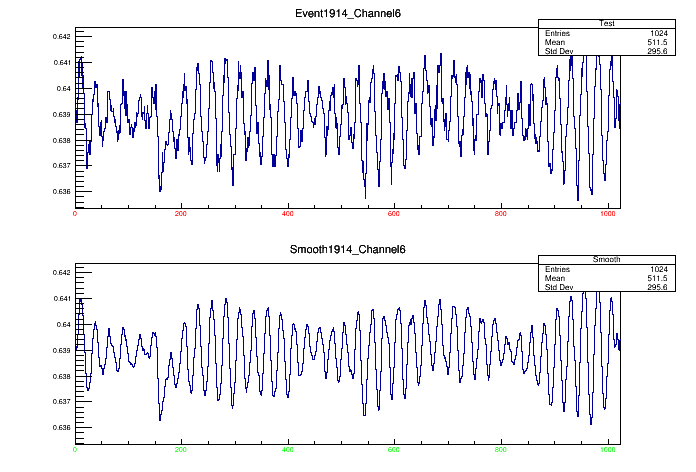 Event1914_Channel6
Test
Entries 1024
Mean 511.5
Std Dev 295.6
0.642
0.641
0.64
0.639
0.638
0.637
0.636
0 200 400 600 800 1000
Smooth1914_Channel6
Smooth
Entries 1024
Mean 511.5
Std Dev 295.6
0.642
0.641
0.64
0.639
0.638
0.637
0.636
0 200 400 600 800 1000